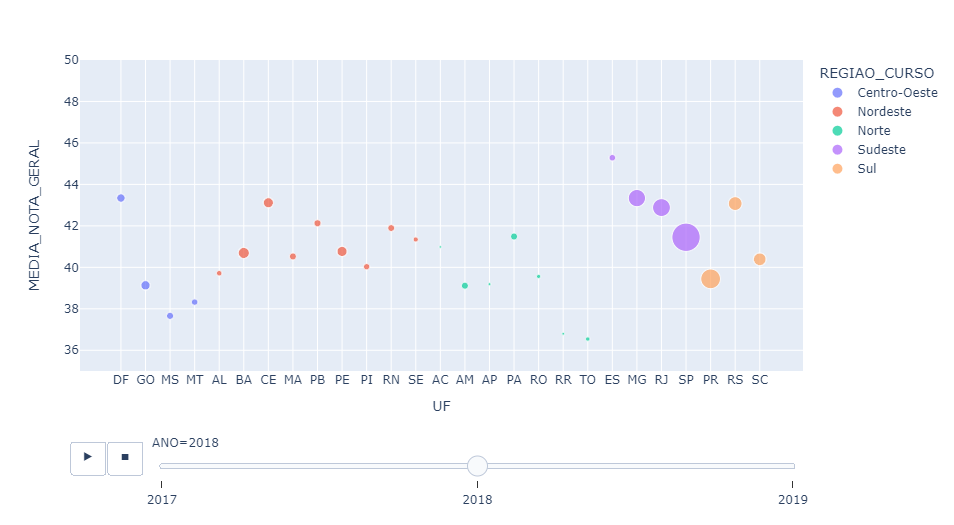 50
48
46
44
42
40
38
36
MEDIA_NOTA_GERAL
DF GO MS MT AL BA CE MA PB PE PI RN SE AC AM AP PA RO RR TO ES MG RJ SP PR RS SC
UF
REGIAO_CURSO
Centro-Oeste
Nordeste
Norte
Sudeste
Sul
ANO=2018
2017 2018 2019